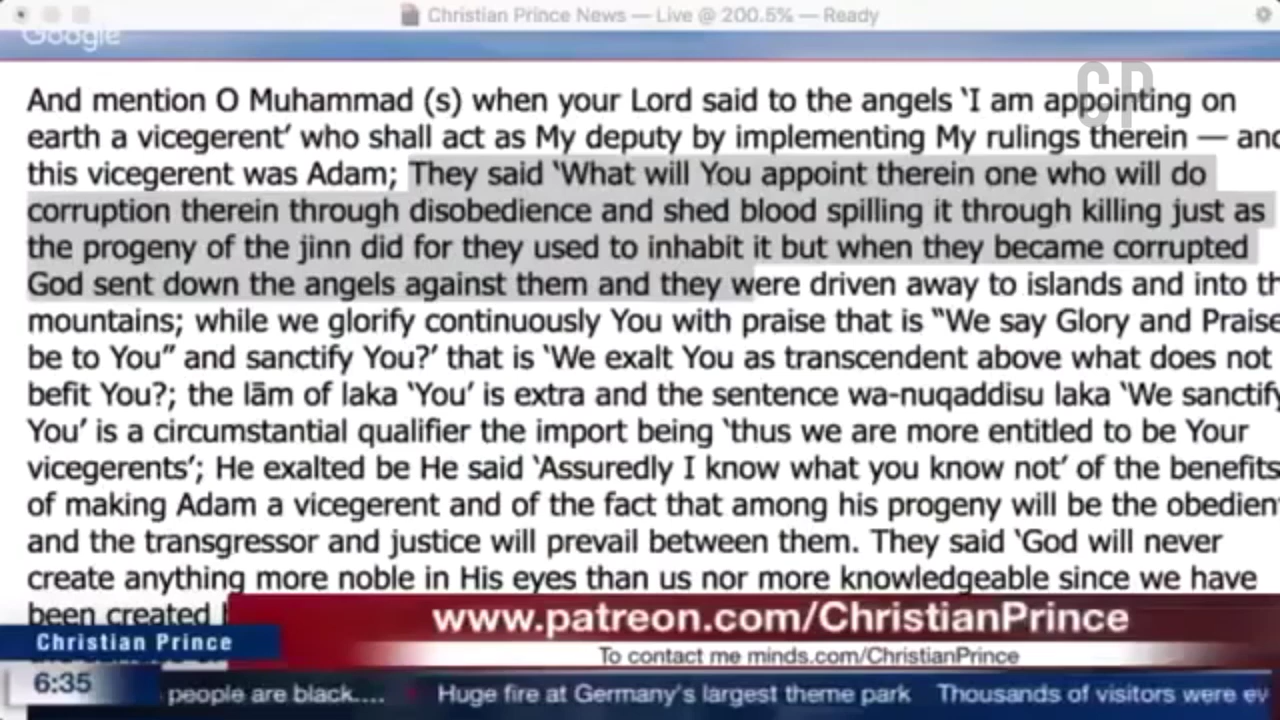 Christian Prince News — Live @ 200.5% — Ready
Google
CP
And mention O Muhammad (s) when your Lord said to the angels ‘I am appointing on
earth a vicegerent’ who shall act as My deputy by implementing My rulings therein — and
this vicegerent was Adam; They said ‘What will You appoint therein one who will do
corruption therein through disobedience and shed blood spilling it through killing just as
the progeny of the jinn did for they used to inhabit it but when they became corrupted
God sent down the angels against them and they were driven away to islands and into th
mountains; while we glorify continuously You with praise that is “We say Glory and Praise
be to You” and sanctify You?’ that is ‘We exalt You as transcendent above what does not
befit You?; the lām of laka ‘You’ is extra and the sentence wa-nuqaddisu laka ‘We sanctify
You’ is a circumstantial qualifier the import being ‘thus we are more entitled to be Your
vicegerents’; He exalted be He said ‘Assuredly I know what you know not’ of the benefits
of making Adam a vicegerent and of the fact that among his progeny will be the obedien
and the transgressor and justice will prevail between them. They said ‘God will never
create anything more noble in His eyes than us nor more knowledgeable since we have
been created
www.patreon.com/ChristianPrince
Christian Prince
To contact me minds.com/ChristianPrince
6:35
people are black.... Huge fire at Germany's largest theme park Thousands of visitors were ev